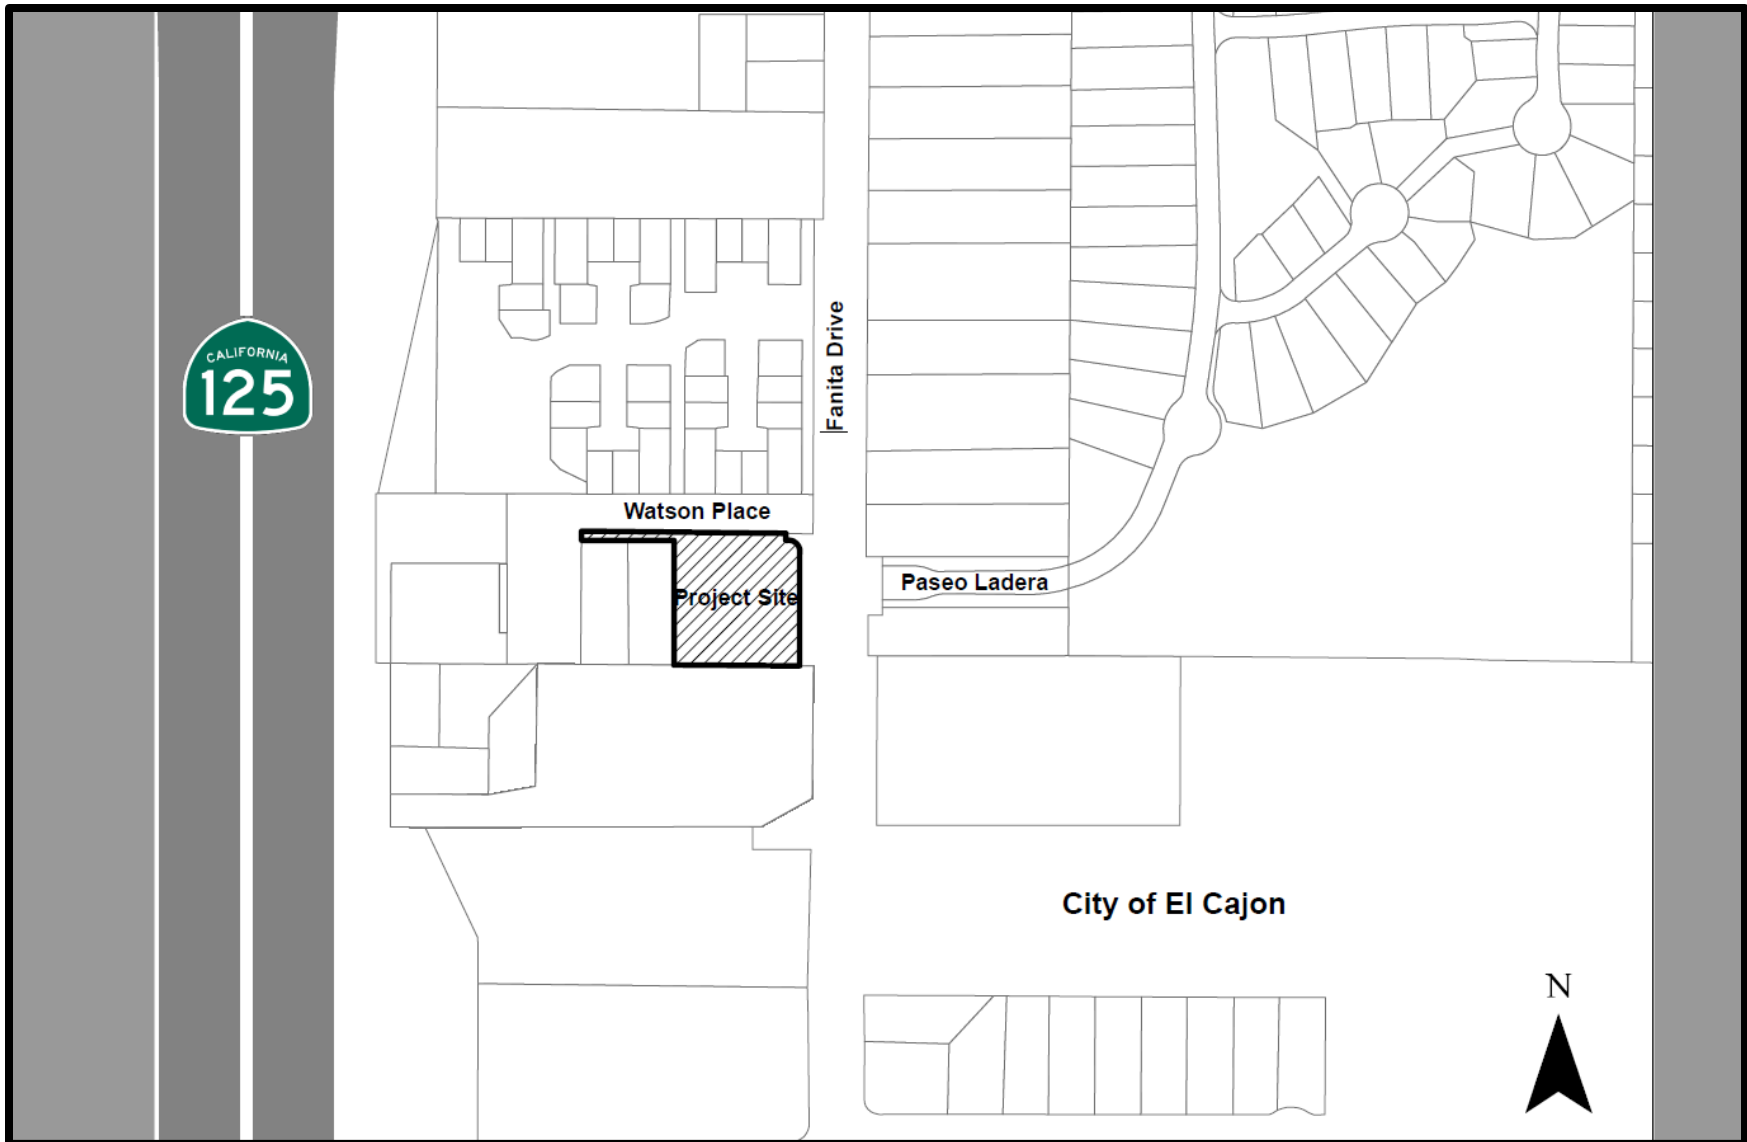 Fanita Drive
CALIFORNIA
125
Watson Place
Paseo Ladera
Project Site
City of El Cajon
N